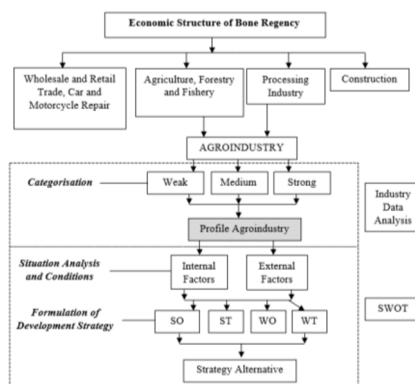 Economic Structure of Bone Regency
Wholesale and Retail
Trade, Car and
Motorcycle Repair
Agriculture, Forestry
and Fishery
Processing
Industry
Construction
AGROINDUSTRY
Categorisation
Weak
Medium
Strong
Industry
Data
Analysis
Profile Agroindustry
Situation Analysis
and Conditions
Internal
Factors
External
Factors
Formulation of
Development Strategy
SO
ST
WO
WT
SWOT
Strategy Alternative